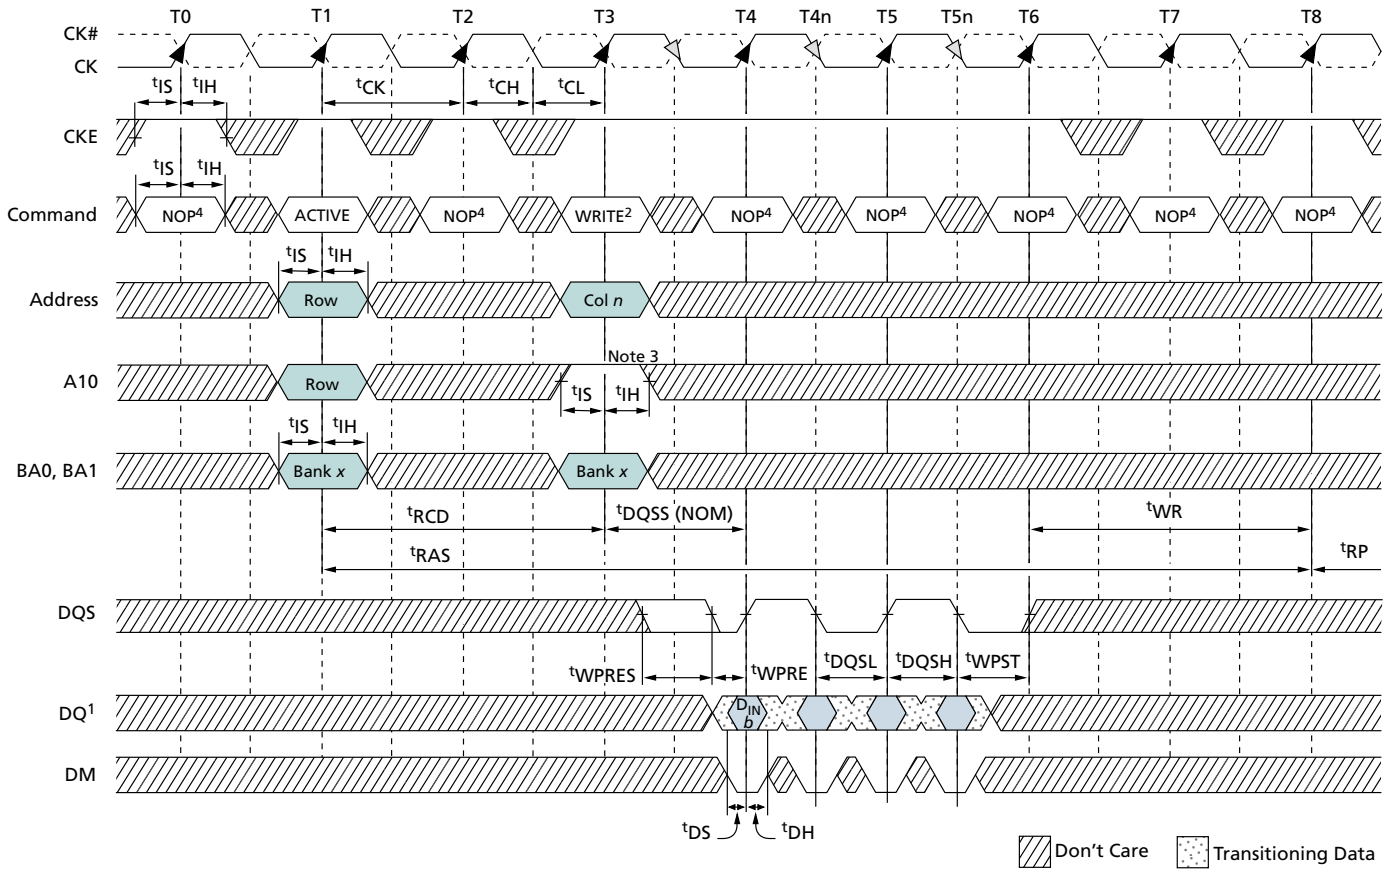 T0 T1 T2 T3 T4 T4n T5 T5n T6 T7 T8
CK#
CK
tIS tIH tCK tCH tCL
CKE
tIS tIH
Command NOP4 ACTIVE NOP4 WRITE2 NOP4 NOP4 NOP4 NOP4 NOP4
tIS tIH
Address Row Col n
Note 3
A10 Row
tIS tIH
tIS tIH
BA0, BA1 Bank x Bank x
tRCD tDQSS (NOM) tWR
tRAS tRP
DQS
tWPRES tWPRE tDQSL tDQSH tWPST
DQ1 DIN b
DM
tDS tDH
Don't Care Transitioning Data